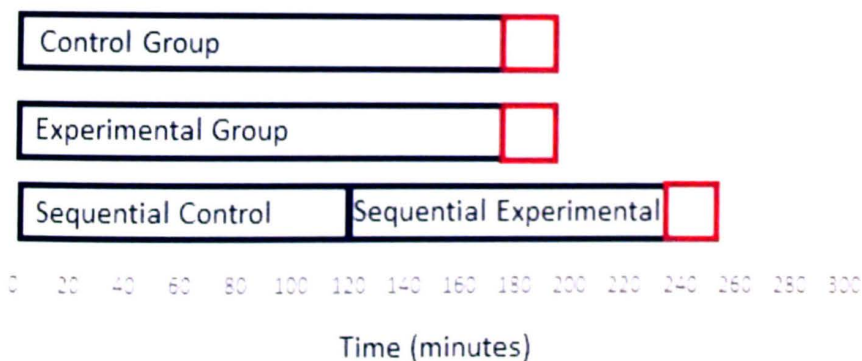 Control Group
Experimental Group
Sequential Control Sequential Experimental
0 20 40 60 80 100 120 140 160 180 200 220 240 260 280 300
Time (minutes)